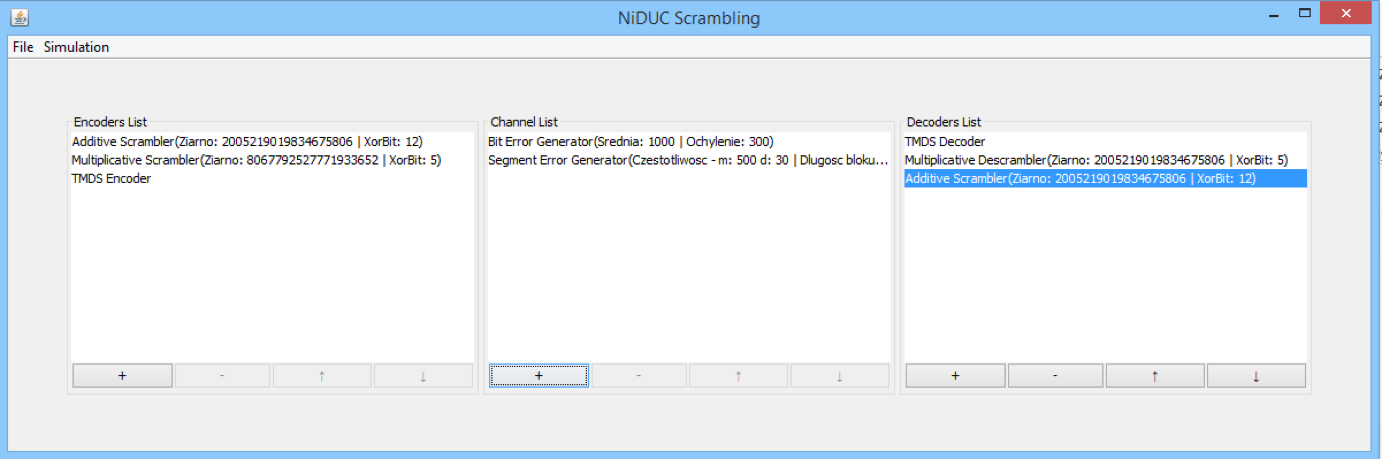 NiDUC Scrambling
File Simulation
Encoders List
Additive Scrambler(Ziarno: 2005219019834675806 | XorBit: 12)
Multiplicative Scrambler(Ziarno: 8067792527771933652 | XorBit: 5)
TMDS Encoder
+ - ↑ ↓
Channel List
Bit Error Generator(Srednia: 1000 | Ochylenie: 300)
Segment Error Generator(Czestotliwosc - m: 500 d: 30 | Dlugosc bloku...
+ - ↑ ↓
Decoders List
TMDS Decoder
Multiplicative Descrambler(Ziarno: 2005219019834675806 | XorBit: 5)
Additive Scrambler(Ziarno: 2005219019834675806 | XorBit: 12)
+ - ↑ ↓